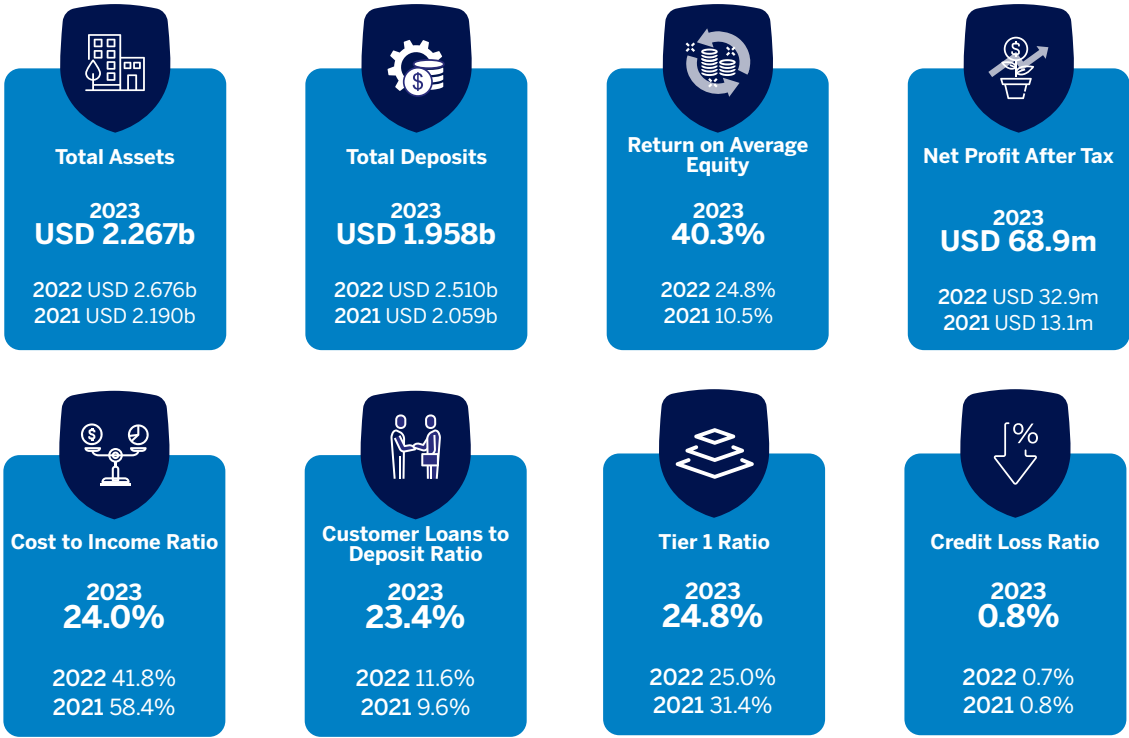 Total Assets
2023
USD 2.267b
2022 USD 2.676b
2021 USD 2.190b
$
Total Deposits
2023
USD 1.958b
2022 USD 2.510b
2021 USD 2.059b
Return on Average
Equity
2023
40.3%
2022 24.8%
2021 10.5%
$
Net Profit After Tax
2023
USD 68.9m
2022 USD 32.9m
2021 USD 13.1m
$
Cost to Income Ratio
2023
24.0%
2022 41.8%
2021 58.4%
Customer Loans to
Deposit Ratio
2023
23.4%
2022 11.6%
2021 9.6%
Tier 1 Ratio
2023
24.8%
2022 25.0%
2021 31.4%
%
Credit Loss Ratio
2023
0.8%
2022 0.7%
2021 0.8%